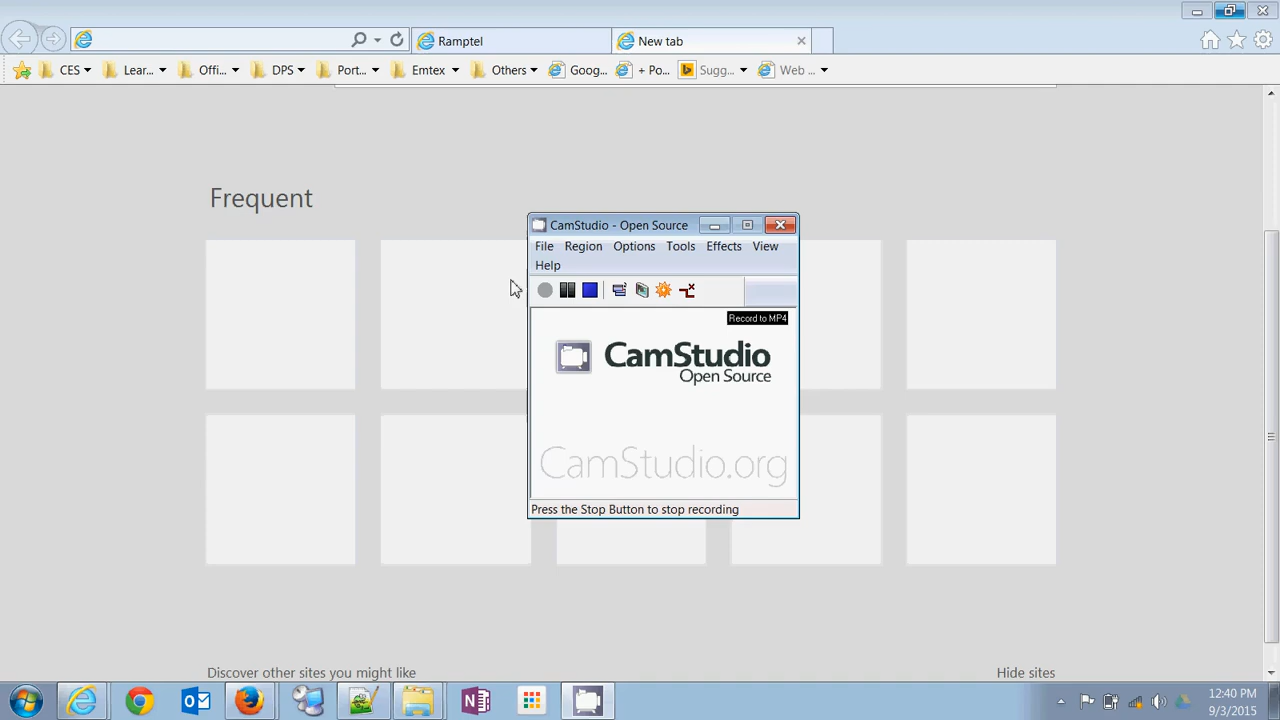 Ramptel
New tab
CES
Lear...
Offi...
DPS
Port...
Emtex
Others
Goog...
+ Po...
Sugg...
Web ...
Frequent
CamStudio - Open Source
File Region Options Tools Effects View
Help
Record to MP4
CamStudio
Open Source
CamStudio.org
Press the Stop Button to stop recording
Discover other sites you might like
Hide sites
12:40 PM
9/3/2015